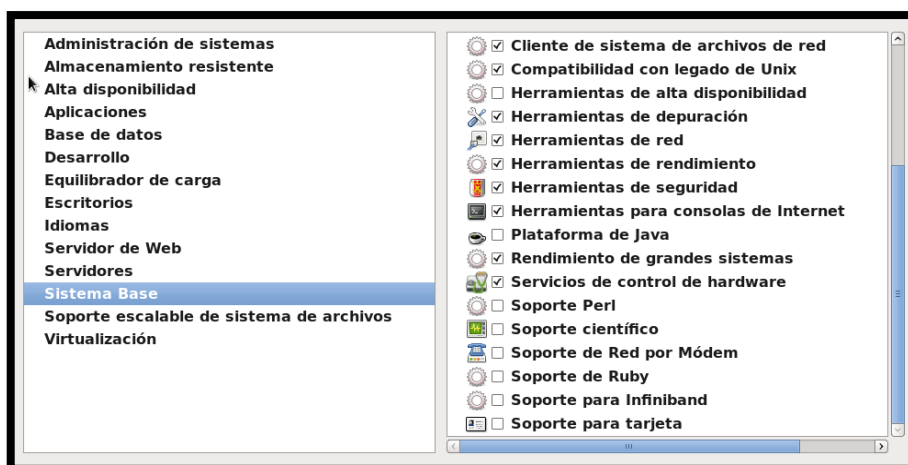 Administración de sistemas
Almacenamiento resistente
Alta disponibilidad
Aplicaciones
Base de datos
Desarrollo
Equilibrador de carga
Escritorios
Idiomas
Servidor de Web
Servidores
Sistema Base
Soporte escalable de sistema de archivos
Virtualización
Cliente de sistema de archivos de red
Compatibilidad con legado de Unix
Herramientas de alta disponibilidad
Herramientas de depuración
Herramientas de red
Herramientas de rendimiento
Herramientas de seguridad
Herramientas para consolas de Internet
Plataforma de Java
Rendimiento de grandes sistemas
Servicios de control de hardware
Soporte Perl
Soporte científico
Soporte de Red por Módem
Soporte de Ruby
Soporte para Infiniband
Soporte para tarjeta